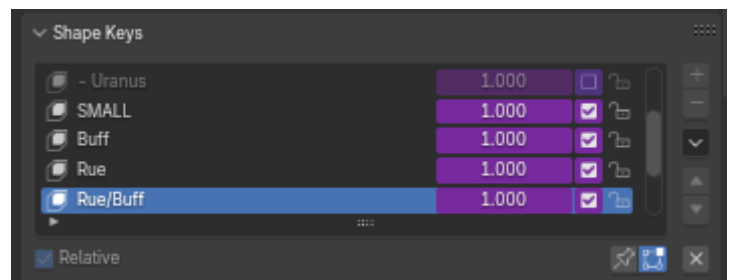 Shape Keys
- Uranus 1.000
SMALL 1.000
Buff 1.000
Rue 1.000
Rue/Buff 1.000
Relative